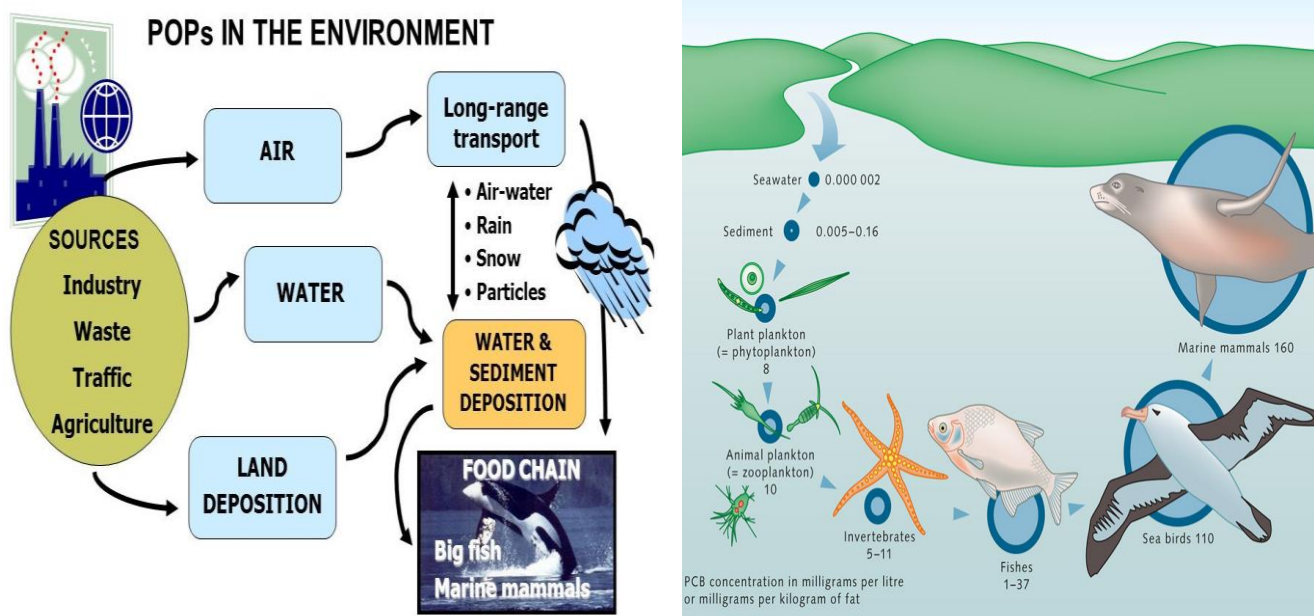 POPs IN THE ENVIRONMENT
AIR
Long-range
transport
• Air-water
• Rain
• Snow
• Particles
SOURCES
Industry
Waste
Traffic
Agriculture
WATER
WATER &
SEDIMENT
DEPOSITION
LAND
DEPOSITION
FOOD CHAIN
Big fish
Marine mammals
Seawater 0.000 002
Sediment 0.005–0.16
Plant plankton
(= phytoplankton)
8
Animal plankton
(= zooplankton)
10
Invertebrates
5–11
Fishes
1–37
Sea birds 110
Marine mammals 160
PCB concentration in milligrams per litre
or milligrams per kilogram of fat